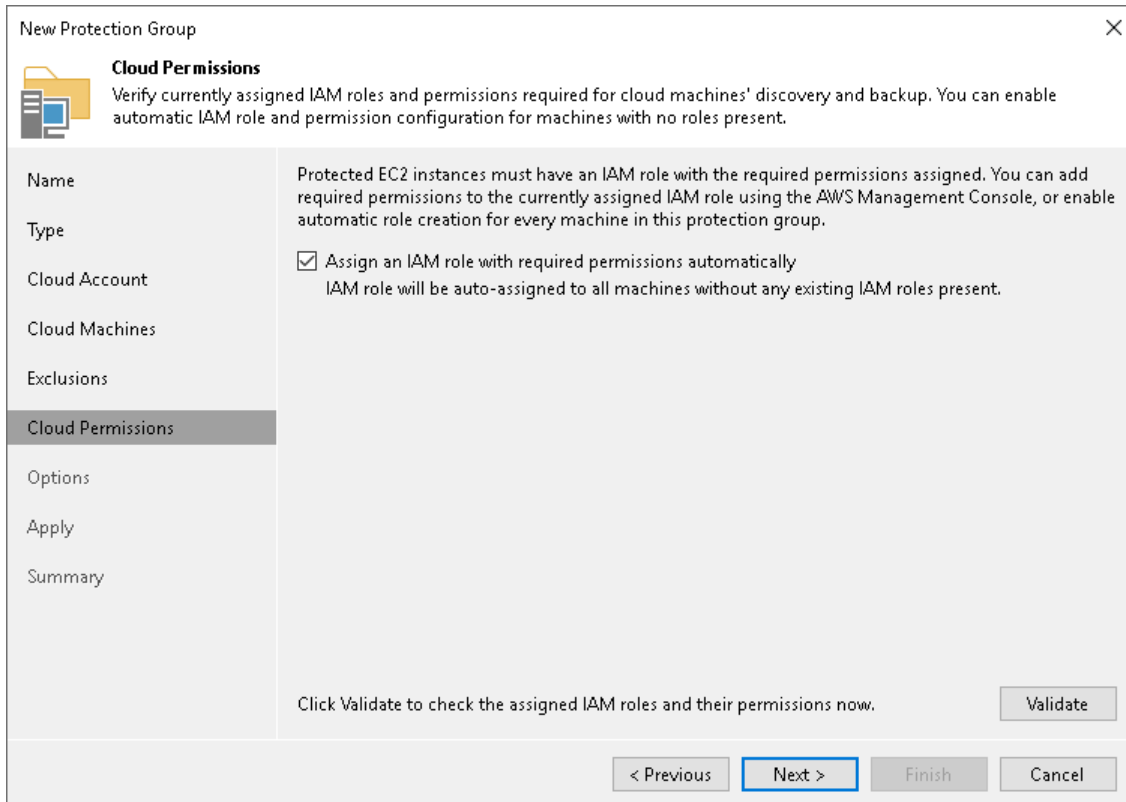 New Protection Group
Cloud Permissions
Verify currently assigned IAM roles and permissions required for cloud machines' discovery and backup. You can enable
automatic IAM role and permission configuration for machines with no roles present.
Name
Type
Cloud Account
Cloud Machines
Exclusions
Cloud Permissions
Options
Apply
Summary
Protected EC2 instances must have an IAM role with the required permissions assigned. You can add
required permissions to the currently assigned IAM role using the AWS Management Console, or enable
automatic role creation for every machine in this protection group.
Assign an IAM role with required permissions automatically
IAM role will be auto-assigned to all machines without any existing IAM roles present.
Click Validate to check the assigned IAM roles and their permissions now.
Validate
< Previous
Next >
Finish
Cancel